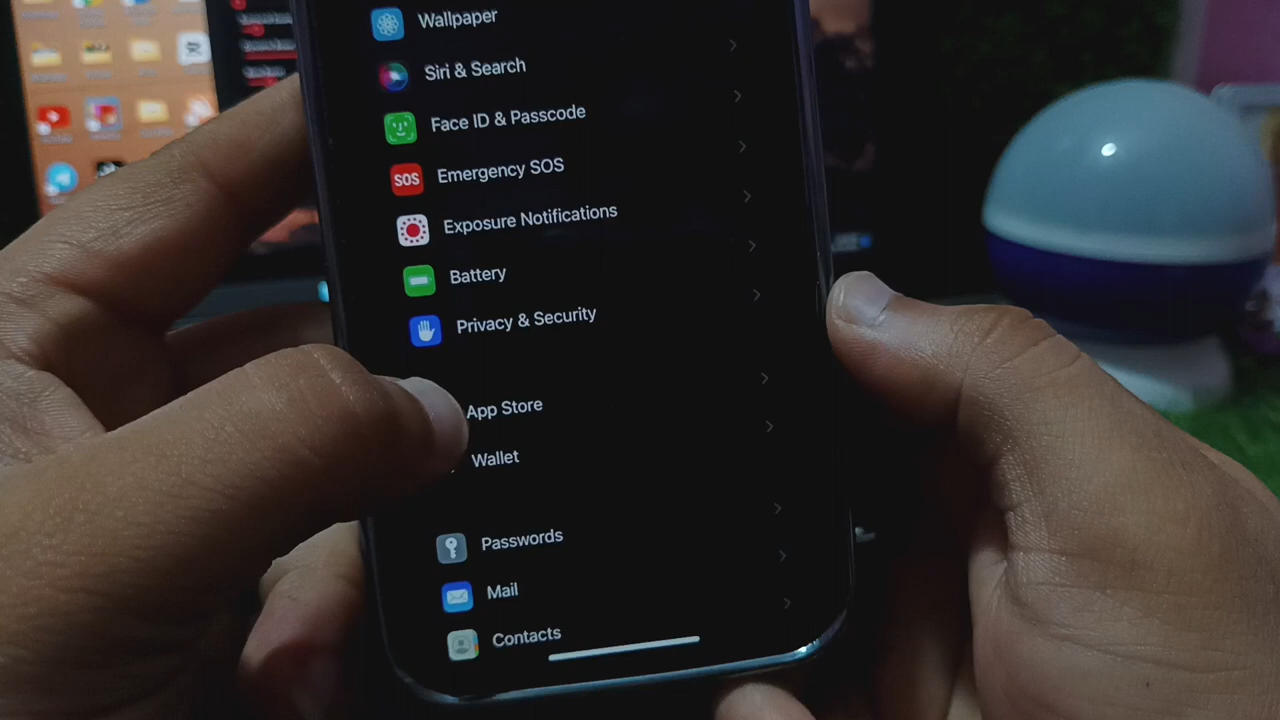 Wallpaper
Siri & Search
Face ID & Passcode
SOS
Emergency SOS
Exposure Notifications
Battery
Privacy & Security
App Store
Wallet
Passwords
Mail
Contacts